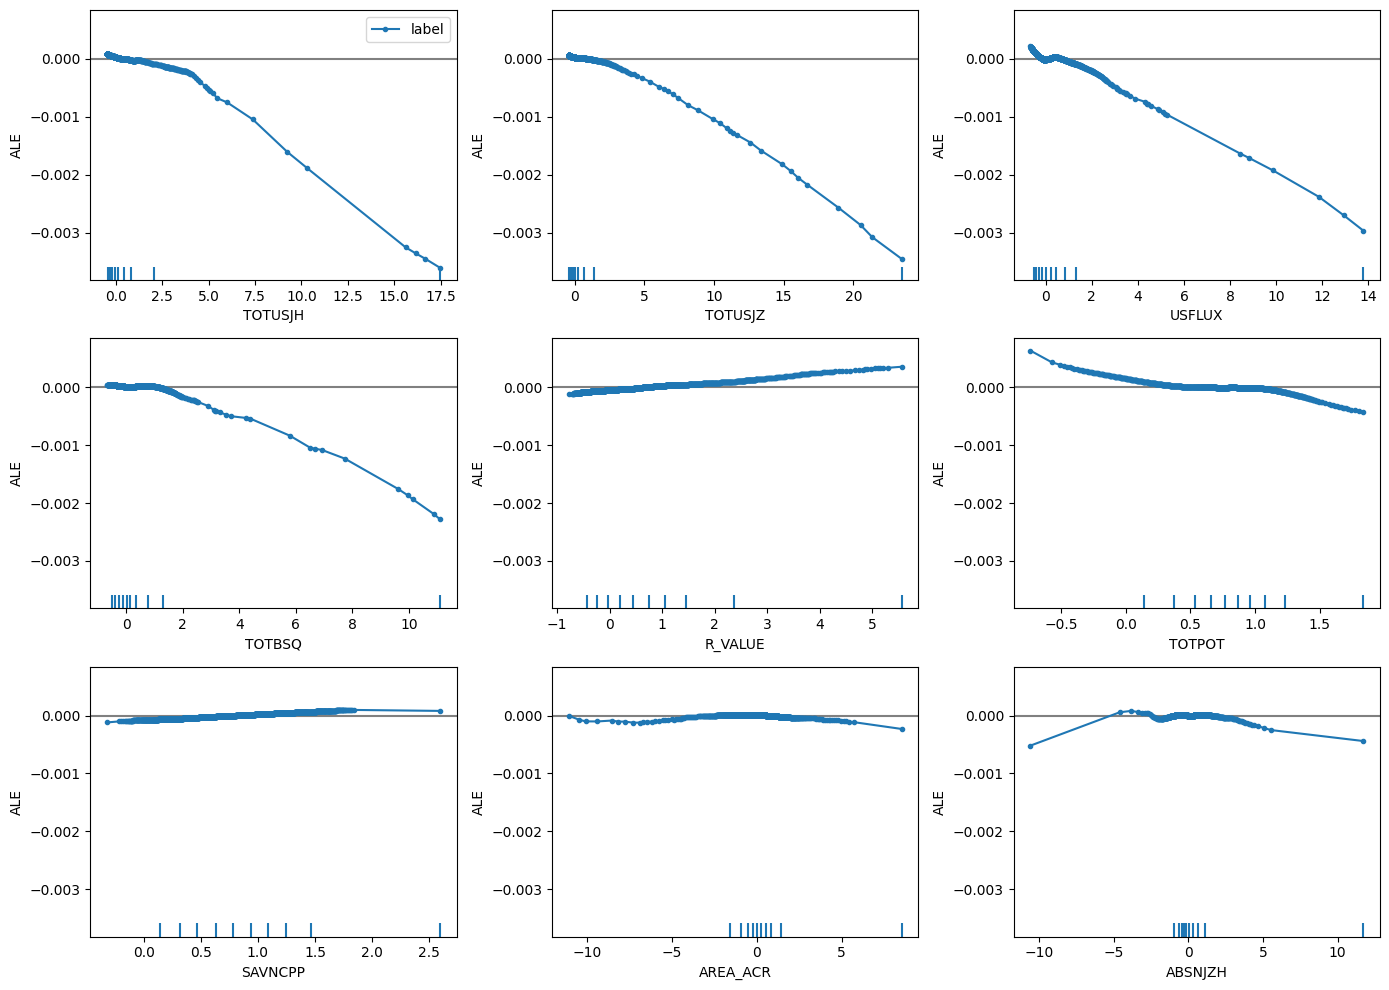 label
0.000
−0.001
−0.002
−0.003
ALE
0.0 2.5 5.0 7.5 10.0 12.5 15.0 17.5
TOTUSJH
0.000
−0.001
−0.002
−0.003
ALE
0 5 10 15 20
TOTUSJZ
0.000
−0.001
−0.002
−0.003
ALE
0 2 4 6 8 10 12 14
USFLUX
0.000
−0.001
−0.002
−0.003
ALE
0 2 4 6 8 10
TOTBSQ
0.000
−0.001
−0.002
−0.003
ALE
−1 0 1 2 3 4 5
R_VALUE
0.000
−0.001
−0.002
−0.003
ALE
−0.5 0.0 0.5 1.0 1.5
TOTPOT
0.000
−0.001
−0.002
−0.003
ALE
0.0 0.5 1.0 1.5 2.0 2.5
SAVNCPP
0.000
−0.001
−0.002
−0.003
ALE
−10 −5 0 5
AREA_ACR
0.000
−0.001
−0.002
−0.003
ALE
−10 −5 0 5 10
ABSNJZH